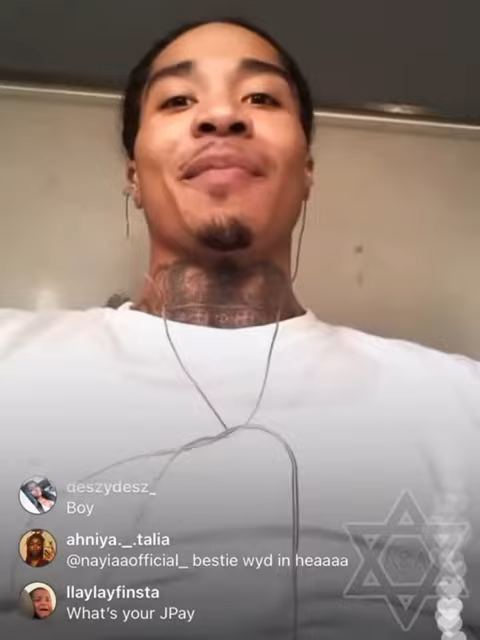 deszydesz_
Boy
ahniya._.talia
@nayiaaofficial_ bestie wyd in heaaaa
llaylayfinsta
What's your JPay